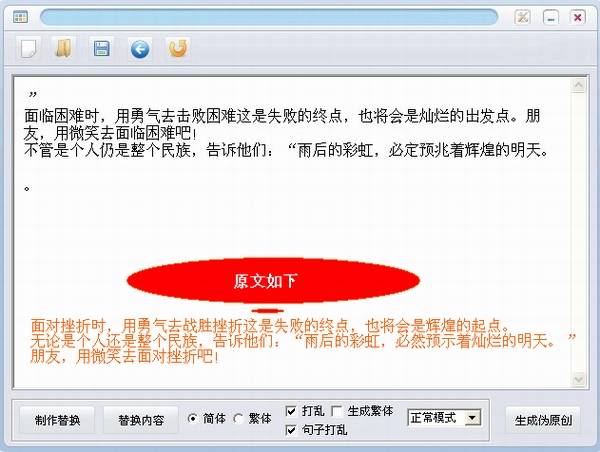 ”
面临困难时，用勇气去击败困难这是失败的终点，也将会是灿烂的出发点。朋
友，用微笑去面临困难吧！
不管是个人仍是整个民族，告诉他们：“雨后的彩虹，必定预兆着辉煌的明天。
。
原文如下
面对挫折时，用勇气去战胜挫折这是失败的终点，也将会是辉煌的起点。
无论是个人还是整个民族，告诉他们：“雨后的彩虹，必然预示着灿烂的明天。”
朋友，用微笑去面对挫折吧！
制作替换 替换内容 简体 繁体 打乱 生成繁体 正常模式 生成伪原创
句子打乱